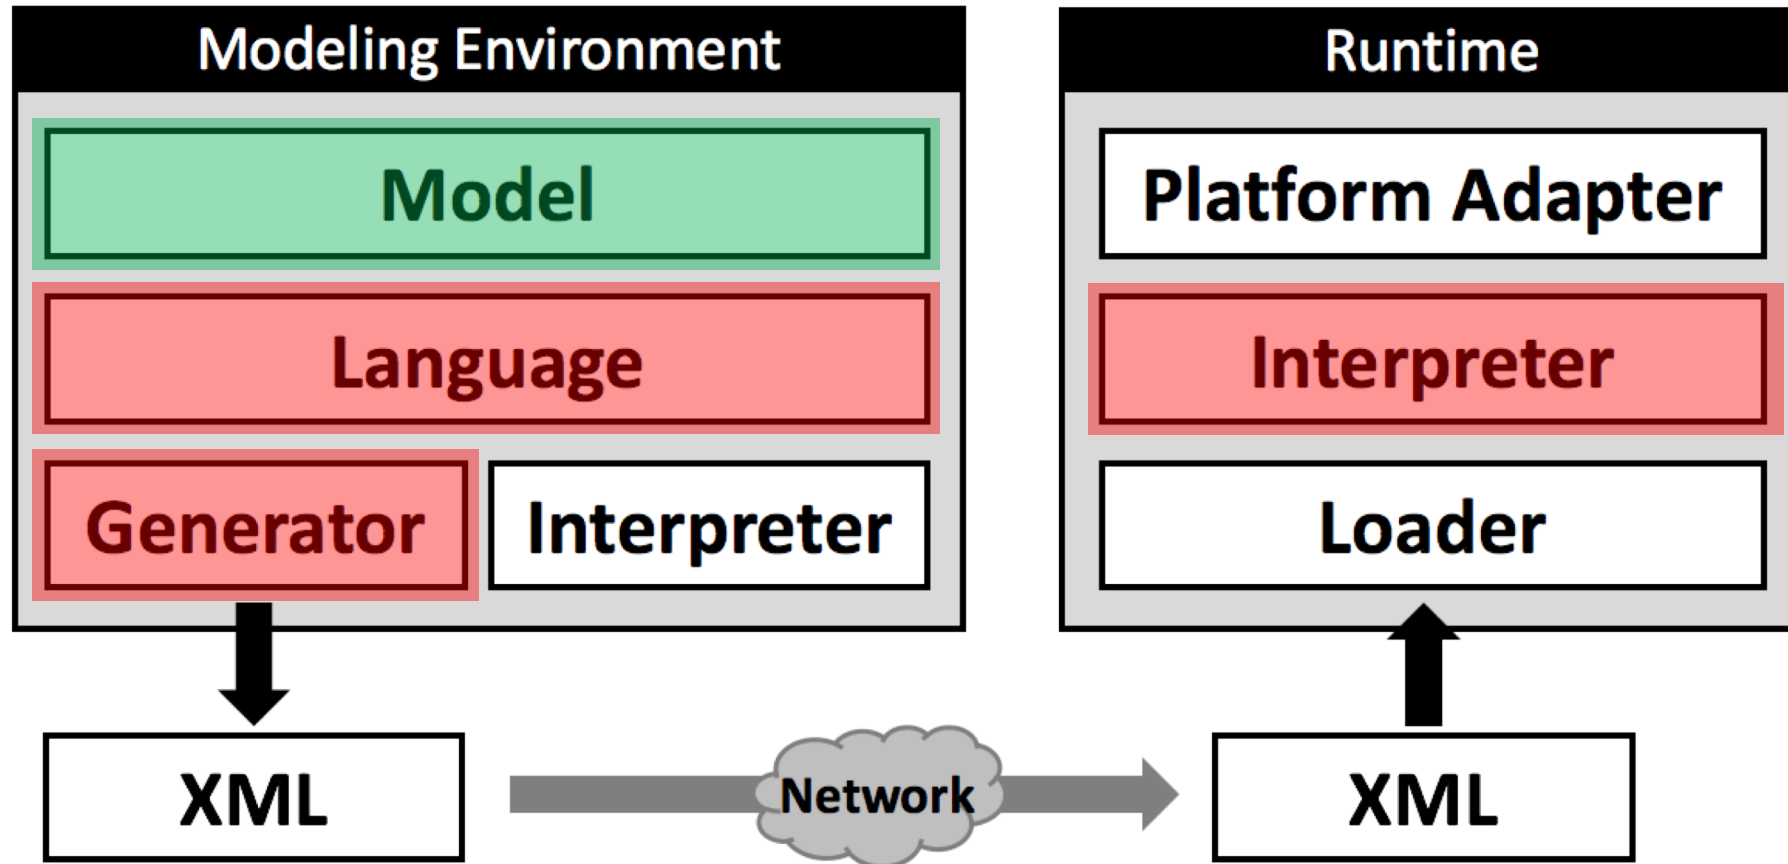 Modeling Environment
Model
Language
Generator
Interpreter
XML
Network
Runtime
Platform Adapter
Interpreter
Loader
XML